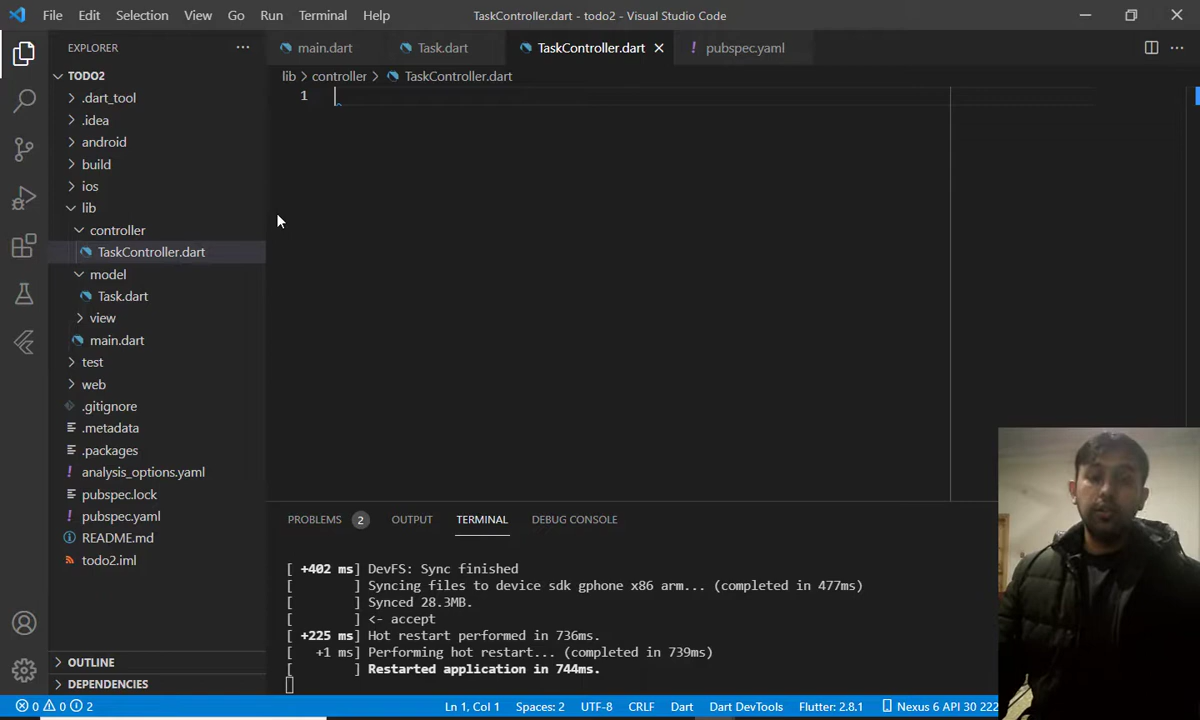 File Edit Selection View Go Run Terminal Help TaskController.dart - todo2 - Visual Studio Code
EXPLORER
main.dart Task.dart TaskController.dart pubspec.yaml
TODO2
lib > controller > TaskController.dart
1
.dart_tool
.idea
android
build
ios
lib
controller
TaskController.dart
model
Task.dart
view
main.dart
test
web
.gitignore
.metadata
.packages
analysis_options.yaml
pubspec.lock
pubspec.yaml
README.md
todo2.iml
PROBLEMS 2 OUTPUT TERMINAL DEBUG CONSOLE
[ +402 ms] DevFS: Sync finished
[ ] Syncing files to device sdk gphone x86 arm... (completed in 477ms)
[ ] Synced 28.3MB.
[ ] <- accept
[ +225 ms] Hot restart performed in 736ms.
[ +1 ms] Performing hot restart... (completed in 739ms)
[ ] Restarted application in 744ms.
OUTLINE
DEPENDENCIES
0 0 2 Ln 1, Col 1 Spaces: 2 UTF-8 CRLF Dart Dart DevTools Flutter: 2.8.1 Nexus 6 API 30 222